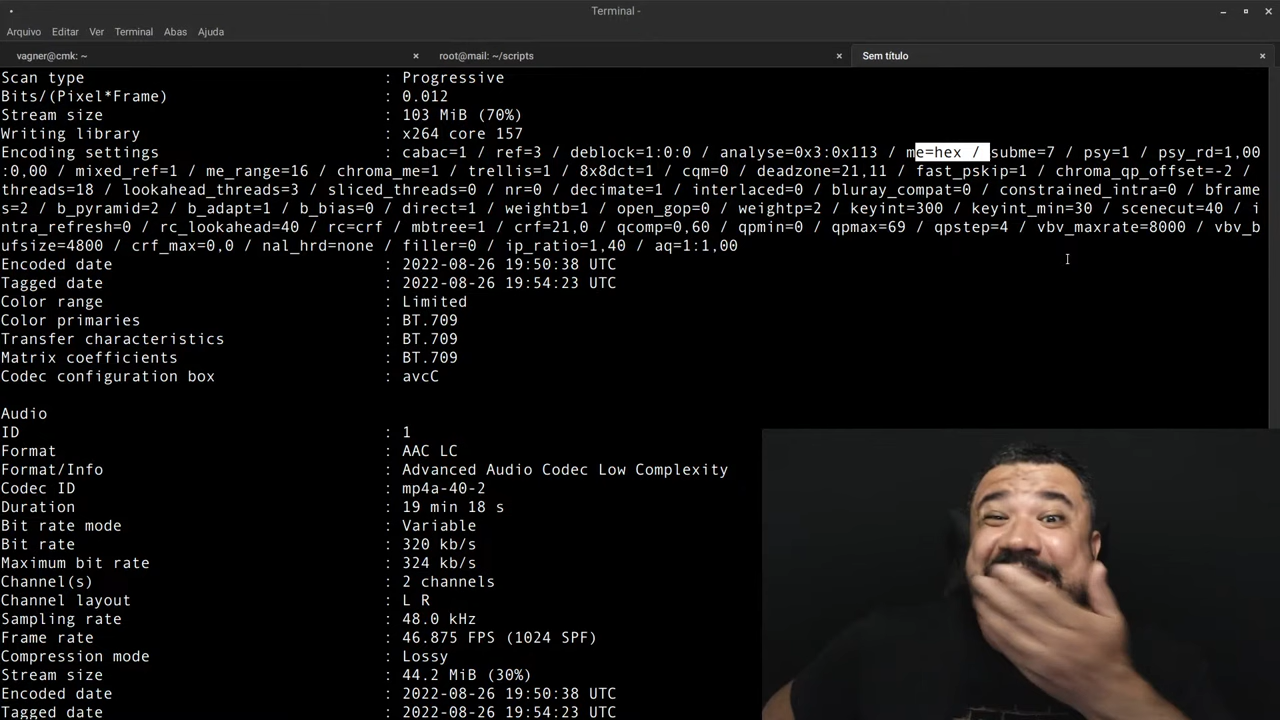 Terminal -
Arquivo Editar Ver Terminal Abas Ajuda
vagner@cmk: ~ × root@mail: ~/scripts × Sem título ×
Scan type : Progressive
Bits/(Pixel*Frame) : 0.012
Stream size : 103 MiB (70%)
Writing library : x264 core 157
Encoding settings : cabac=1 / ref=3 / deblock=1:0:0 / analyse=0x3:0x113 / me=hex / subme=7 / psy=1 / psy_rd=1,00
:0,00 / mixed_ref=1 / me_range=16 / chroma_me=1 / trellis=1 / 8x8dct=1 / cqm=0 / deadzone=21,11 / fast_pskip=1 / chroma_qp_offset=-2 /
threads=18 / lookahead_threads=3 / sliced_threads=0 / nr=0 / decimate=1 / interlaced=0 / bluray_compat=0 / constrained_intra=0 / bframe
s=2 / b_pyramid=2 / b_adapt=1 / b_bias=0 / direct=1 / weightb=1 / open_gop=0 / weightp=2 / keyint=300 / keyint_min=30 / scenecut=40 / i
ntra_refresh=0 / rc_lookahead=40 / rc=crf / mbtree=1 / crf=21,0 / qcomp=0,60 / qpmin=0 / qpmax=69 / qpstep=4 / vbv_maxrate=8000 / vbv_b
ufsize=4800 / crf_max=0,0 / nal_hrd=none / filler=0 / ip_ratio=1,40 / aq=1:1,00
Encoded date : 2022-08-26 19:50:38 UTC
Tagged date : 2022-08-26 19:54:23 UTC
Color range : Limited
Color primaries : BT.709
Transfer characteristics : BT.709
Matrix coefficients : BT.709
Codec configuration box : avcC
Audio
ID : 1
Format : AAC LC
Format/Info : Advanced Audio Codec Low Complexity
Codec ID : mp4a-40-2
Duration : 19 min 18 s
Bit rate mode : Variable
Bit rate : 320 kb/s
Maximum bit rate : 324 kb/s
Channel(s) : 2 channels
Channel layout : L R
Sampling rate : 48.0 kHz
Frame rate : 46.875 FPS (1024 SPF)
Compression mode : Lossy
Stream size : 44.2 MiB (30%)
Encoded date : 2022-08-26 19:50:38 UTC
Tagged date : 2022-08-26 19:54:23 UTC